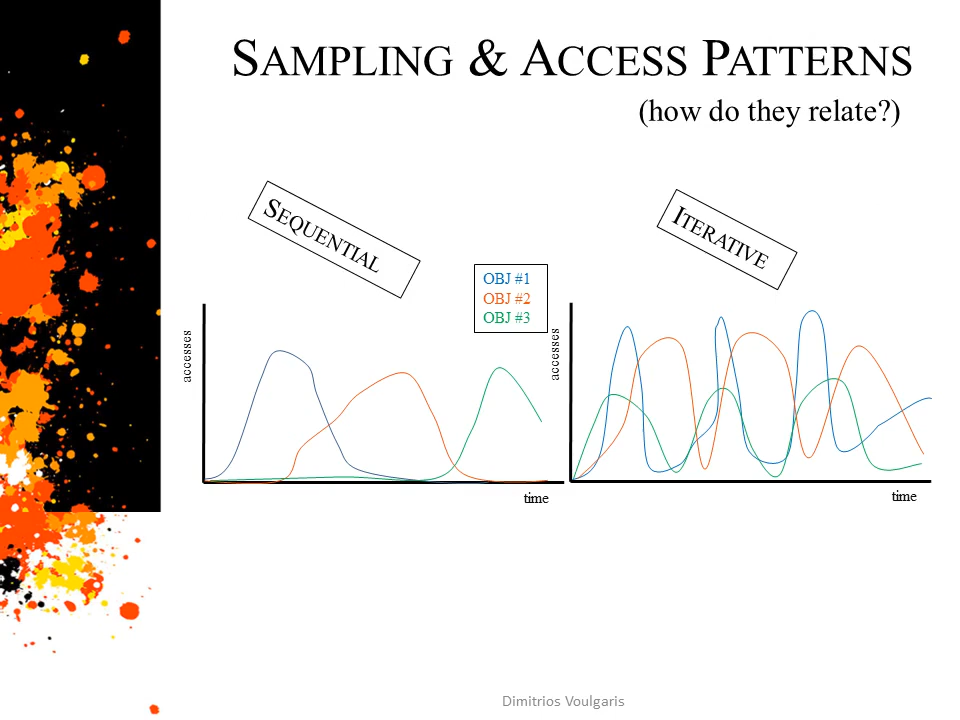 SAMPLING & ACCESS PATTERNS
(how do they relate?)
SEQUENTIAL
ITERATIVE
OBJ #1
OBJ #2
OBJ #3
accesses
accesses
time
time
Dimitrios Voulgaris